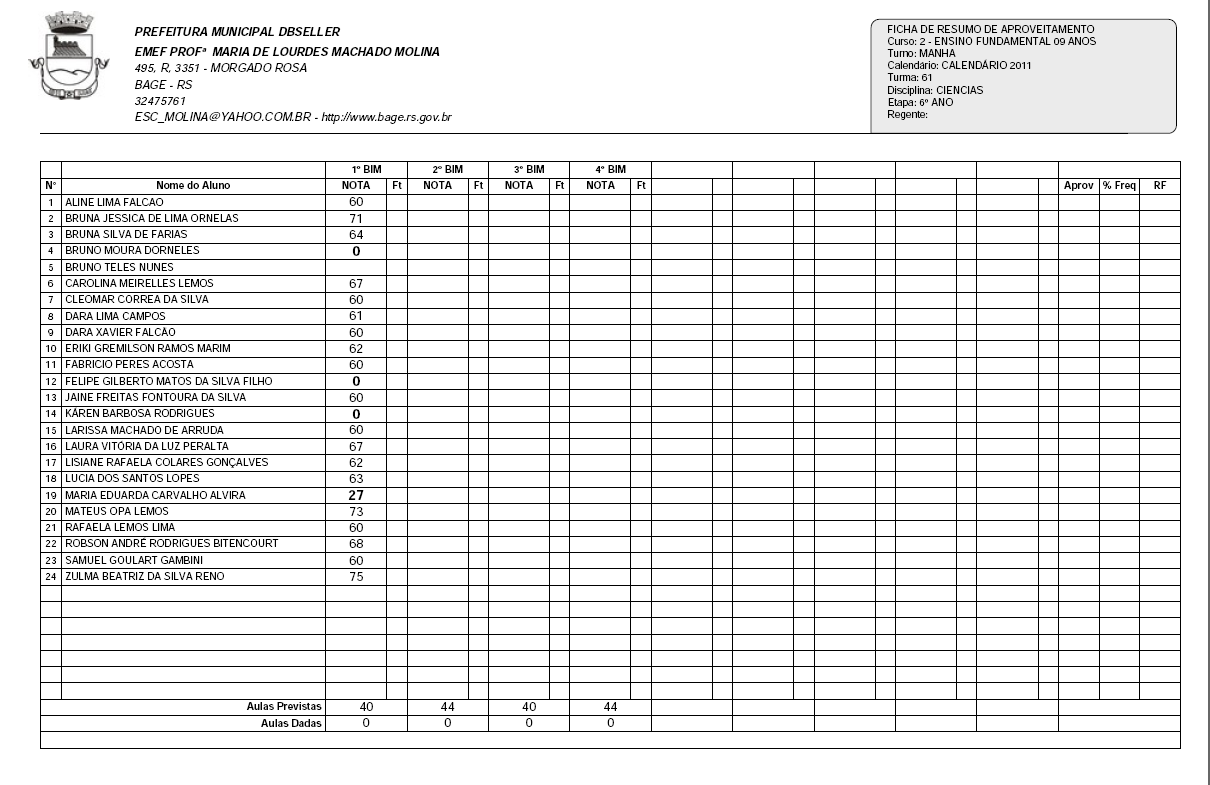 PREFEITURA MUNICIPAL DBSELLER
EMEF PROFª MARIA DE LOURDES MACHADO MOLINA
495, R, 3351 - MORGADO ROSA
BAGE - RS
32475761
ESC_MOLINA@YAHOO.COM.BR - http://www.bage.rs.gov.br
FICHA DE RESUMO DE APROVEITAMENTO
Curso: 2 - ENSINO FUNDAMENTAL 09 ANOS
Turno: MANHA
Calendário: CALENDÁRIO 2011
Turma: 61
Disciplina: CIENCIAS
Etapa: 6º ANO
Regente:
1º BIM 2º BIM 3º BIM 4º BIM
Nº Nome do Aluno NOTA Ft NOTA Ft NOTA Ft NOTA Ft Aprov % Freq RF
1 ALINE LIMA FALCAO 60
2 BRUNA JESSICA DE LIMA ORNELAS 71
3 BRUNA SILVA DE FARIAS 64
4 BRUNO MOURA DORNELES 0
5 BRUNO TELES NUNES
6 CAROLINA MEIRELLES LEMOS 67
7 CLEOMAR CORREA DA SILVA 60
8 DARA LIMA CAMPOS 61
9 DARA XAVIER FALCÃO 60
10 ERIKI GREMILSON RAMOS MARIM 62
11 FABRICIO PERES ACOSTA 60
12 FELIPE GILBERTO MATOS DA SILVA FILHO 0
13 JAINE FREITAS FONTOURA DA SILVA 60
14 KÁREN BARBOSA RODRIGUES 0
15 LARISSA MACHADO DE ARRUDA 60
16 LAURA VITÓRIA DA LUZ PERALTA 67
17 LISIANE RAFAELA COLARES GONÇALVES 62
18 LUCIA DOS SANTOS LOPES 63
19 MARIA EDUARDA CARVALHO ALVIRA 27
20 MATEUS OPA LEMOS 73
21 RAFAELA LEMOS LIMA 60
22 ROBSON ANDRÉ RODRIGUES BITENCOURT 68
23 SAMUEL GOULART GAMBINI 60
24 ZULMA BEATRIZ DA SILVA RENO 75
Aulas Previstas 40 44 40 44
Aulas Dadas 0 0 0 0